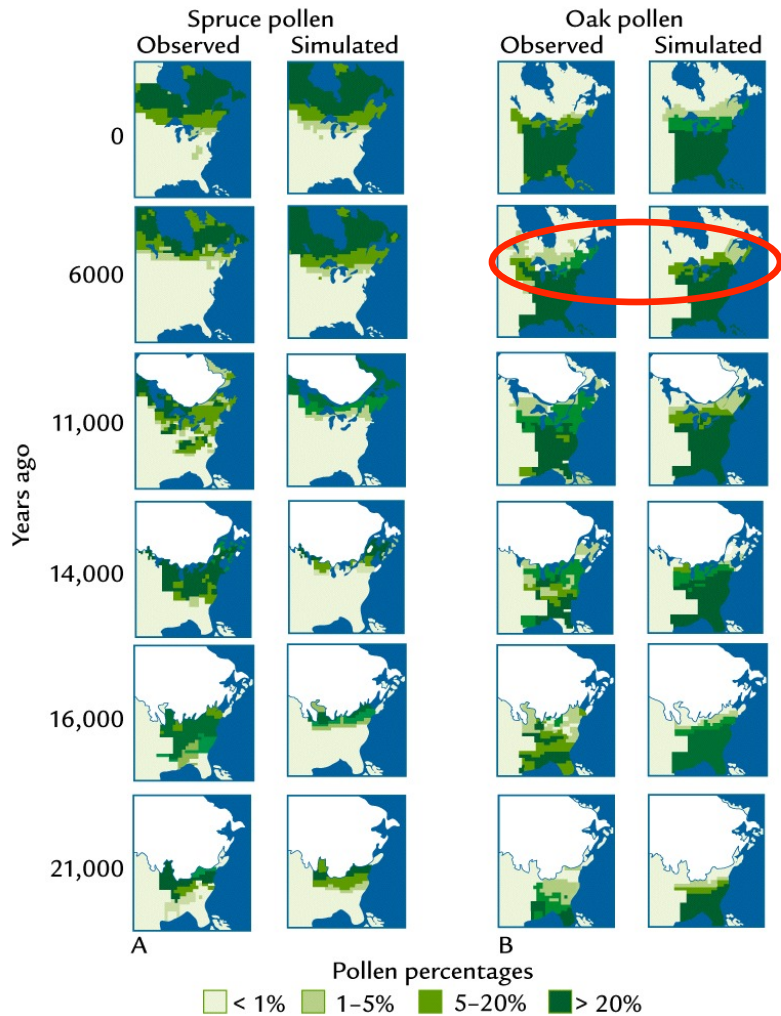 Spruce pollen
Oak pollen
Observed
Simulated
Observed
Simulated
0
6000
11,000
14,000
16,000
21,000
Years ago
A
B
Pollen percentages
< 1%
1–5%
5–20%
> 20%